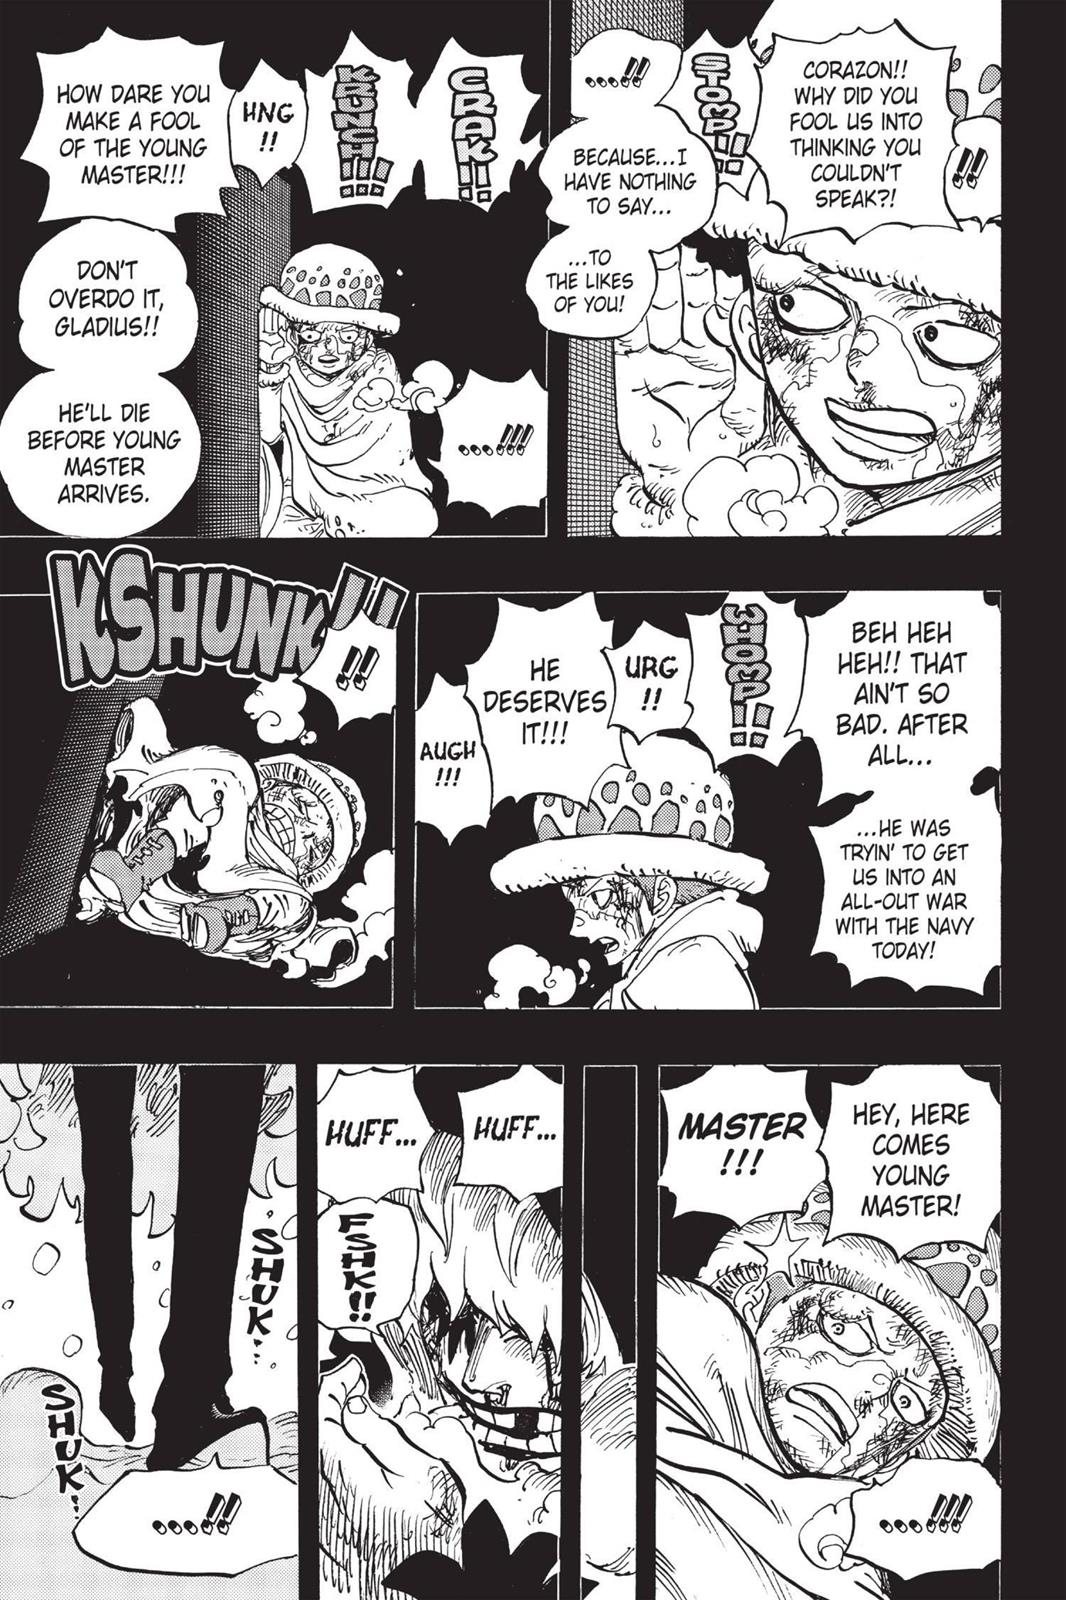 CORAZON!!
WHY DID YOU
FOOL US INTO
THINKING YOU
COULDN'T
SPEAK?!
!!
STOMP!!
....!!
BECAUSE...I
HAVE NOTHING
TO SAY...
...TO
THE LIKES
OF YOU!
CRAK!!
KRUNCH!!!
HNG
!!
HOW DARE YOU
MAKE A FOOL
OF THE YOUNG
MASTER!!!
DON'T
OVERDO IT,
GLADIUS!!
HE'LL DIE
BEFORE YOUNG
MASTER
ARRIVES.
....!!!
BEH HEH
HEH!! THAT
AIN'T SO
BAD. AFTER
ALL...
...HE WAS
TRYIN' TO GET
US INTO AN
ALL-OUT WAR
WITH THE NAVY
TODAY!
WHOMP!!
URG
!!
HE
DESERVES
IT!!!
AUGH
!!!
KSHUNK!!
!!
HEY, HERE
COMES
YOUNG
MASTER!
MASTER
!!!
....!!!
HUFF...
HUFF...
FSHK!!
SHUK...
SHUK...
....!!!